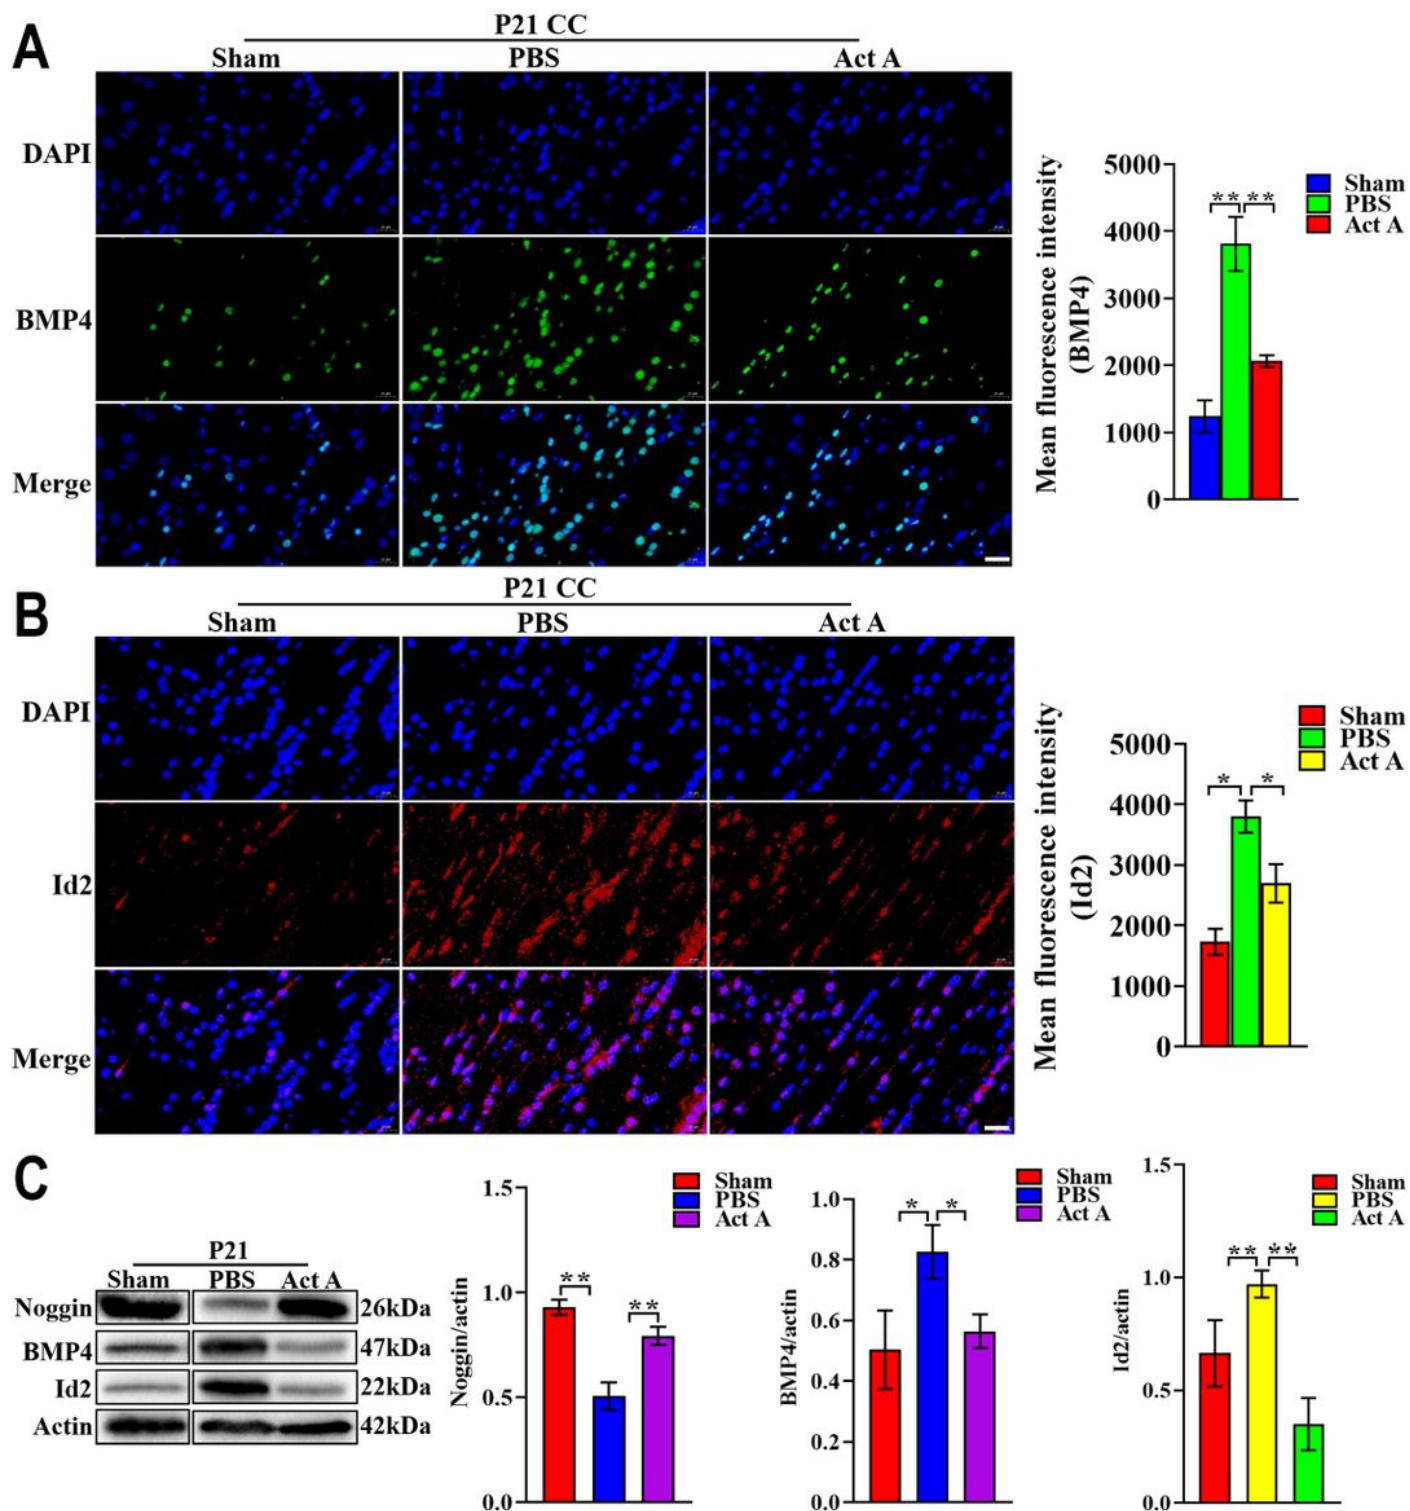 A
P21 CC
Sham PBS Act A
DAPI
BMP4
Merge
Mean fluorescence intensity
(BMP4)
5000
4000
3000
2000
1000
0
** **
Sham
PBS
Act A
B
P21 CC
Sham PBS Act A
DAPI
Id2
Merge
Mean fluorescence intensity
(Id2)
5000
4000
3000
2000
1000
0
* *
Sham
PBS
Act A
C
P21
Sham PBS Act A
Noggin 26kDa
BMP4 47kDa
Id2 22kDa
Actin 42kDa
Noggin/actin
1.5
1.0
0.5
0.0
** **
Sham
PBS
Act A
BMP4/actin
1.0
0.8
0.6
0.4
0.2
0.0
* *
Sham
PBS
Act A
Id2/actin
1.5
1.0
0.5
0.0
** **
Sham
PBS
Act A